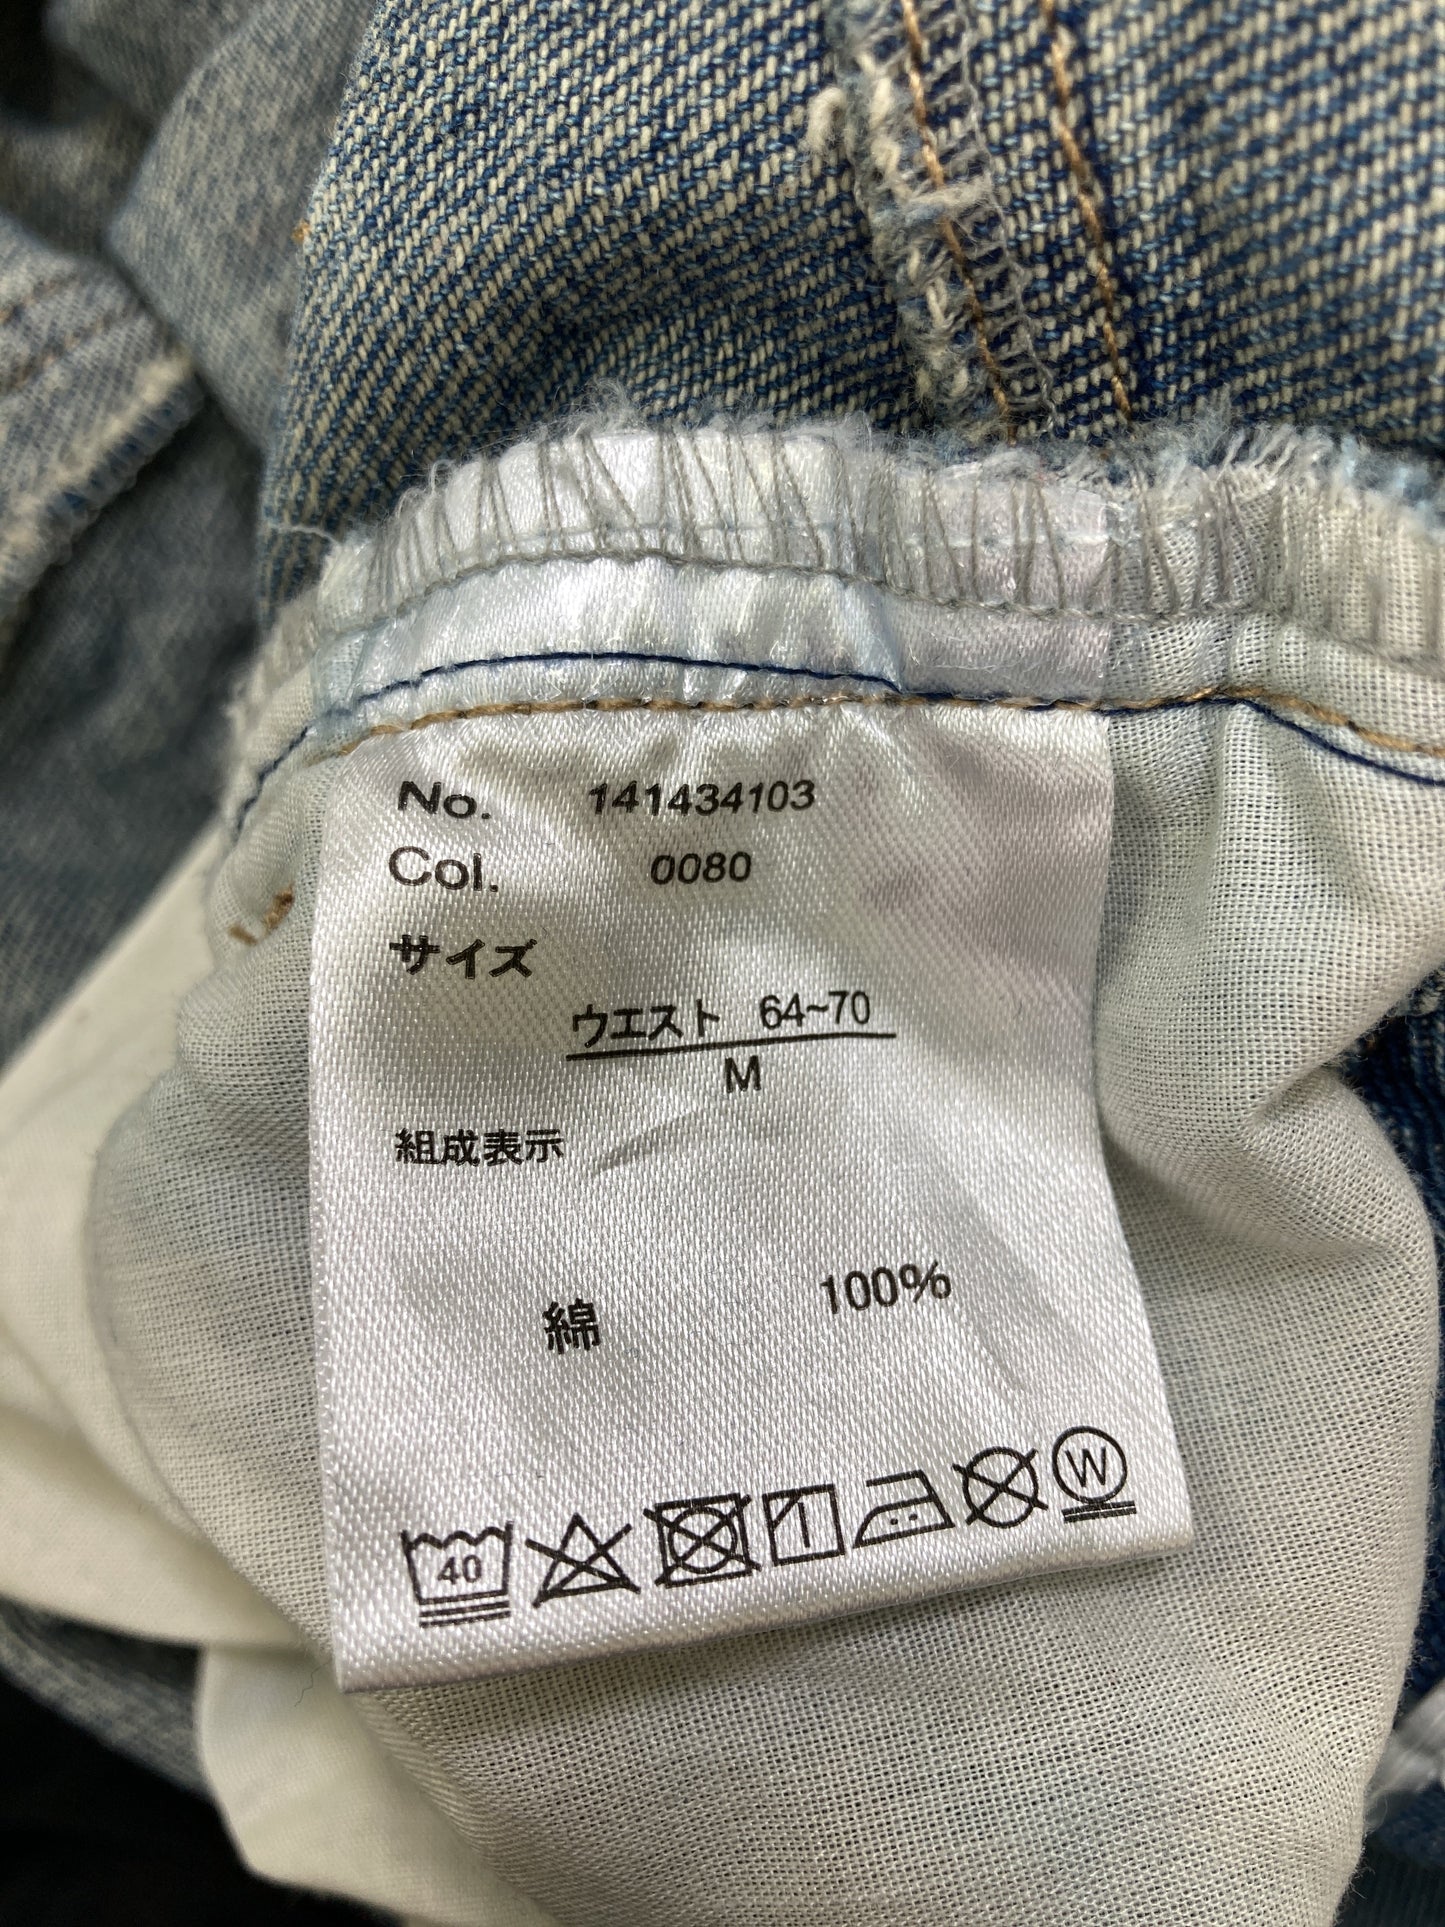 No. 141434103
Col. 0080
サイズ
ウエスト 64~70
M
組成表示
綿 100%
40 W